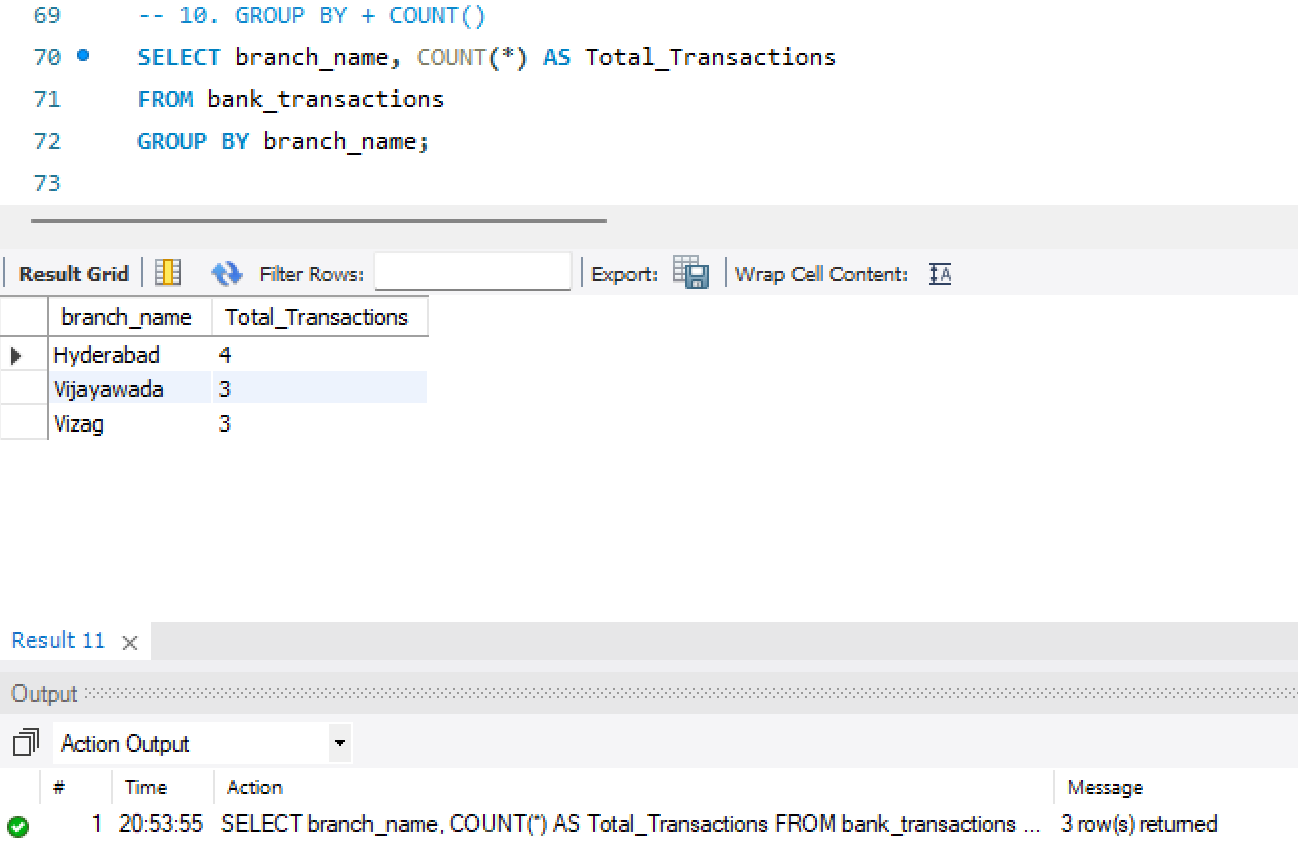 69 -- 10. GROUP BY + COUNT()
70 SELECT branch_name, COUNT(*) AS Total_Transactions
71 FROM bank_transactions
72 GROUP BY branch_name;
73
Result Grid Filter Rows: Export: Wrap Cell Content: IA
branch_name Total_Transactions
Hyderabad 4
Vijayawada 3
Vizag 3
Result 11 ×
Output
Action Output
# Time Action Message
1 20:53:55 SELECT branch_name, COUNT(*) AS Total_Transactions FROM bank_transactions ... 3 row(s) returned